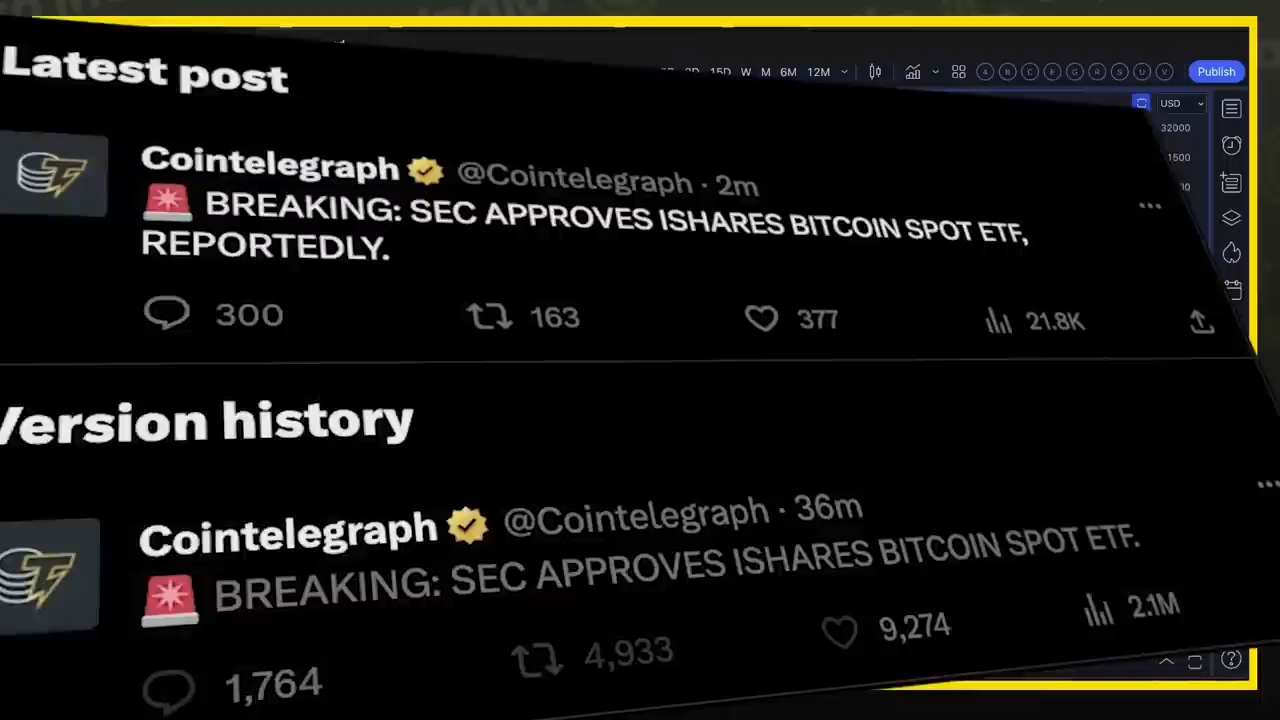 Latest post
15D W M 6M 12M
4 B C E G R S U V
Publish
USD
32000
1500
Cointelegraph @Cointelegraph · 2m
BREAKING: SEC APPROVES ISHARES BITCOIN SPOT ETF,
REPORTEDLY.
300 163 377 21.8K
Version history
Cointelegraph @Cointelegraph · 36m
BREAKING: SEC APPROVES ISHARES BITCOIN SPOT ETF.
1,764 4,933 9,274 2.1M